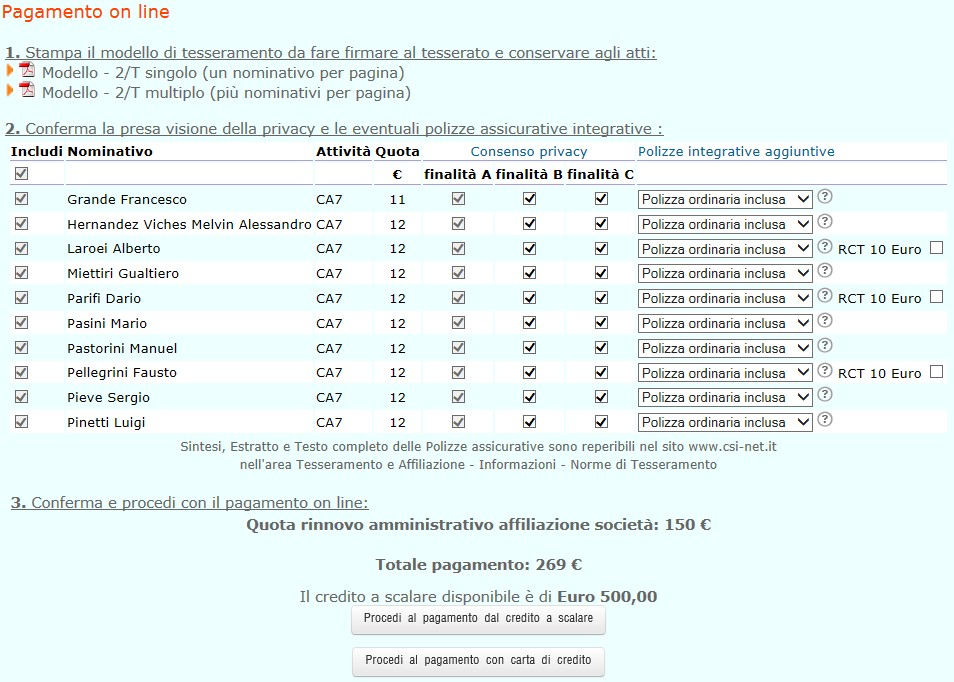 Pagamento on line
1. Stampa il modello di tesseramento da fare firmare al tesserato e conservare agli atti:
Modello - 2/T singolo (un nominativo per pagina)
Modello - 2/T multiplo (più nominativi per pagina)
2. Conferma la presa visione della privacy e le eventuali polizze assicurative integrative :
Includi Nominativo Attività Quota Consenso privacy Polizze integrative aggiuntive
€ finalità A finalità B finalità C
Grande Francesco CA7 11 Polizza ordinaria inclusa ?
Hernandez Viches Melvin Alessandro CA7 12 Polizza ordinaria inclusa ?
Laroei Alberto CA7 12 Polizza ordinaria inclusa ? RCT 10 Euro
Miettiri Gualtiero CA7 12 Polizza ordinaria inclusa ?
Parifi Dario CA7 12 Polizza ordinaria inclusa ? RCT 10 Euro
Pasini Mario CA7 12 Polizza ordinaria inclusa ?
Pastorini Manuel CA7 12 Polizza ordinaria inclusa ?
Pellegrini Fausto CA7 12 Polizza ordinaria inclusa ? RCT 10 Euro
Pieve Sergio CA7 12 Polizza ordinaria inclusa ?
Pinetti Luigi CA7 12 Polizza ordinaria inclusa ?
Sintesi, Estratto e Testo completo delle Polizze assicurative sono reperibili nel sito www.csi-net.it
nell'area Tesseramento e Affiliazione - Informazioni - Norme di Tesseramento
3. Conferma e procedi con il pagamento on line:
Quota rinnovo amministrativo affiliazione società: 150 €
Totale pagamento: 269 €
Il credito a scalare disponibile è di Euro 500,00
Procedi al pagamento dal credito a scalare
Procedi al pagamento con carta di credito